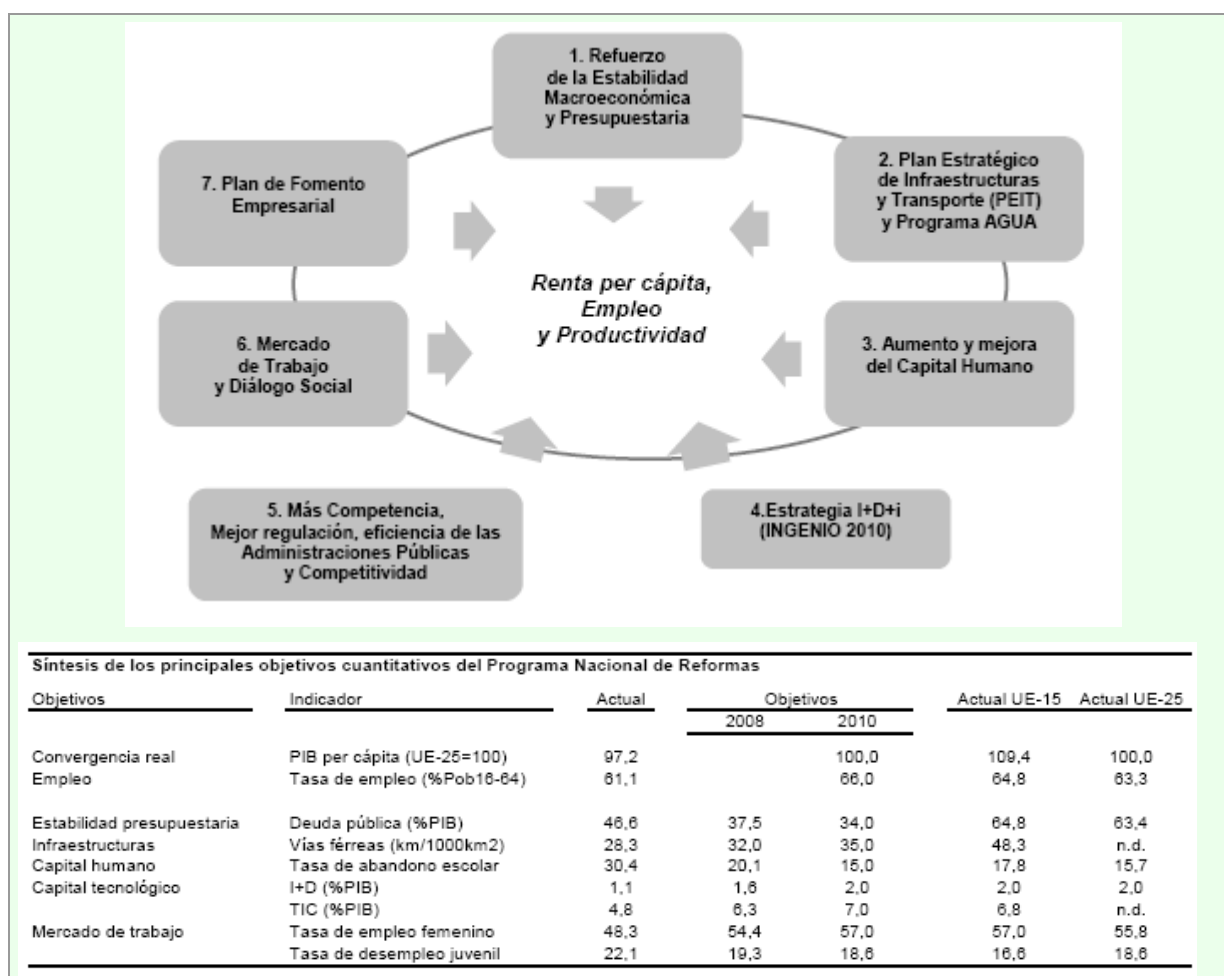 1. Refuerzo
de la Estabilidad
Macroeconómica
y Presupuestaria
2. Plan Estratégico
de Infraestructuras
y Transporte (PEIT)
y Programa AGUA
7. Plan de Fomento
Empresarial
Renta per cápita,
Empleo
y Productividad
6. Mercado
de Trabajo
y Diálogo Social
3. Aumento y mejora
del Capital Humano
5. Más Competencia,
Mejor regulación, eficiencia de las
Administraciones Públicas
y Competitividad
4.Estrategia I+D+i
(INGENIO 2010)
Síntesis de los principales objetivos cuantitativos del Programa Nacional de Reformas
Objetivos Indicador Actual Objetivos Actual UE-15 Actual UE-25
2008 2010
Convergencia real PIB per cápita (UE-25=100) 97,2 100,0 109,4 100,0
Empleo Tasa de empleo (%Pob16-64) 61,1 66,0 64,8 63,3
Estabilidad presupuestaria Deuda pública (%PIB) 46,6 37,5 34,0 64,8 63,4
Infraestructuras Vías férreas (km/1000km2) 28,3 32,0 35,0 48,3 n.d.
Capital humano Tasa de abandono escolar 30,4 20,1 15,0 17,8 15,7
Capital tecnológico I+D (%PIB) 1,1 1,6 2,0 2,0 2,0
TIC (%PIB) 4,8 6,3 7,0 6,8 n.d.
Mercado de trabajo Tasa de empleo femenino 48,3 54,4 57,0 57,0 55,8
Tasa de desempleo juvenil 22,1 19,3 18,6 16,6 18,6